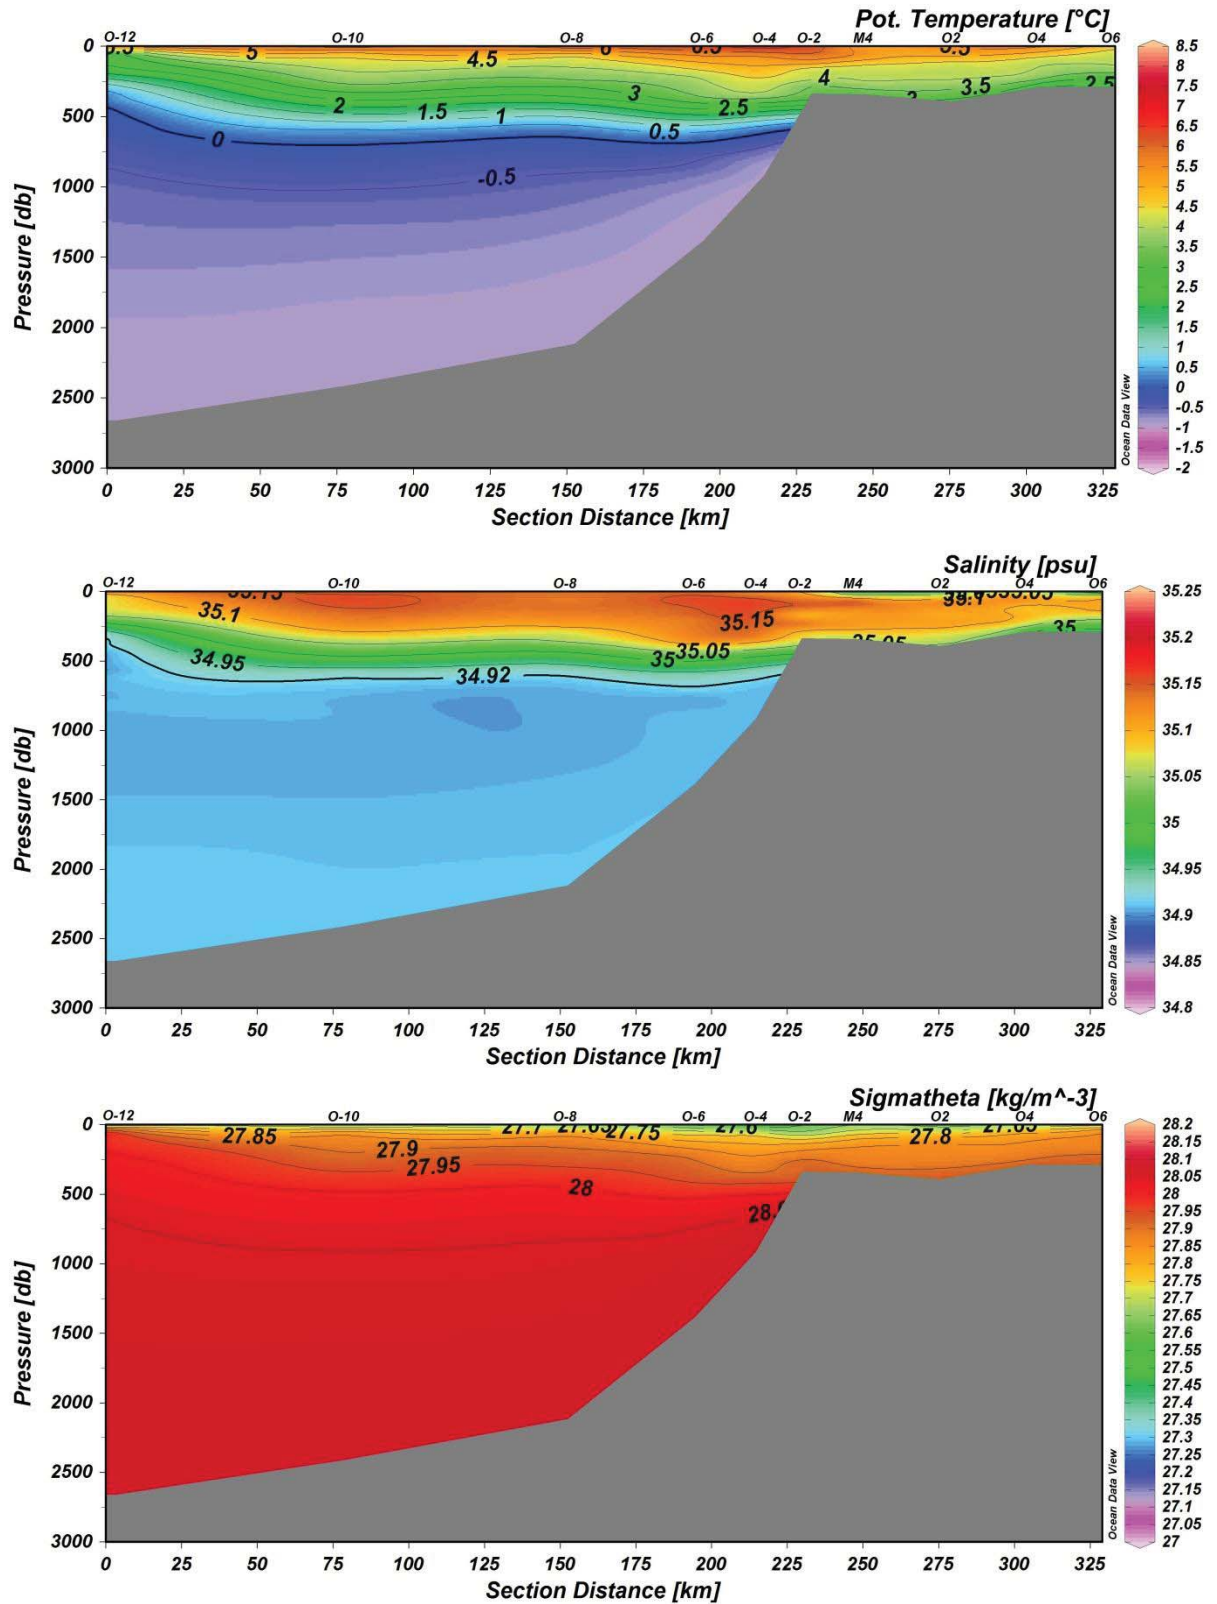 Pot. Temperature [°C]
O-12 O-10 O-8 O-6 O-4 O-2 M4 O2 O4 O6
0 500 1000 1500 2000 2500 3000
Pressure [db]
5 4.5 4 3.5 3 2.5 2 1.5 1 0.5 0 -0.5
8.5 8 7.5 7 6.5 6 5.5 5 4.5 4 3.5 3 2.5 2 1.5 1 0.5 0 -0.5 -1 -1.5 -2
Ocean Data View
0 25 50 75 100 125 150 175 200 225 250 275 300 325
Section Distance [km]
Salinity [psu]
O-12 O-10 O-8 O-6 O-4 O-2 M4 O2 O4 O6
0 500 1000 1500 2000 2500 3000
Pressure [db]
35.1 35.15 35.05 35 34.95 34.92
35.25 35.2 35.15 35.1 35.05 35 34.95 34.9 34.85 34.8
Ocean Data View
0 25 50 75 100 125 150 175 200 225 250 275 300 325
Section Distance [km]
Sigmatheta [kg/m^-3]
O-12 O-10 O-8 O-6 O-4 O-2 M4 O2 O4 O6
0 500 1000 1500 2000 2500 3000
Pressure [db]
27.85 27.9 27.95 28 27.75 27.8
28.2 28.15 28.1 28.05 28 27.95 27.9 27.85 27.8 27.75 27.7 27.65 27.6 27.55 27.5 27.45 27.4 27.35 27.3 27.25 27.2 27.15 27.1 27.05 27
Ocean Data View
0 25 50 75 100 125 150 175 200 225 250 275 300 325
Section Distance [km]